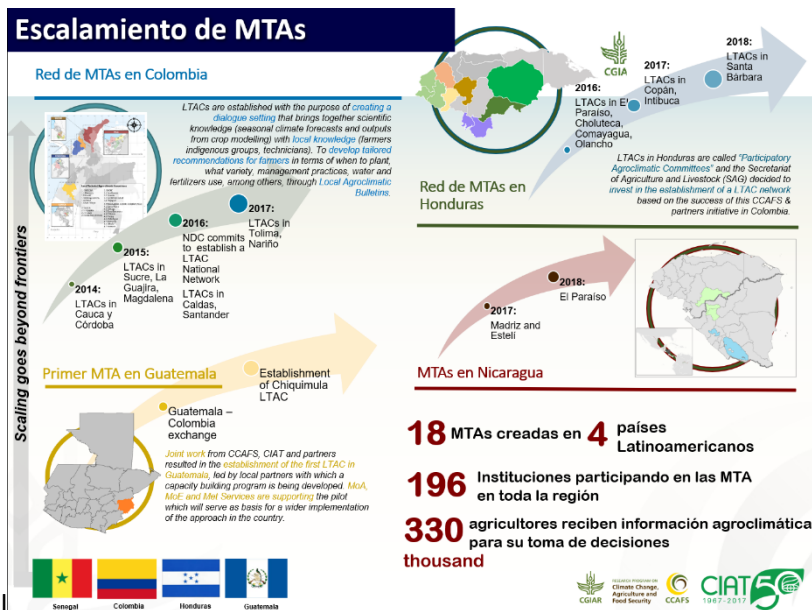 Escalamiento de MTAs
Red de MTAs en Colombia
LTACs are established with the purpose of creating a
dialogue setting that brings together scientific
knowledge (seasonal climate forecasts and outputs
from crop modelling) with local knowledge (farmers
indigenous groups, technicians). To develop tailored
recommendations for farmers in terms of when to plant,
what variety, management practices, water and
fertilizers use, among others, through Local Agroclimatic
Bulletins.
2014:
LTACs in
Cauca y
Córdoba
2015:
LTACs in
Sucre, La
Guajira,
Magdalena
2016:
NDC commits
to establish a
LTAC
National
Network
LTACs in
Caldas,
Santander
2017:
LTACs in
Tolima,
Nariño
Scaling goes beyond frontiers
CGIAR
2016:
LTACs in El
Paraíso,
Choluteca,
Comayagua,
Olancho
2017:
LTACs in
Copán,
Intibuca
2018:
LTACs in
Santa
Bárbara
LTACs in Honduras are called "Participatory
Agroclimatic Committees" and the Secretariat
of Agriculture and Livestock (SAG) decided to
invest in the establishment of a LTAC network
based on the success of this CCAFS &
partners initiative in Colombia.
Red de MTAs en
Honduras
2017:
Madriz and
Estelí
2018:
El Paraíso
MTAs en Nicaragua
Primer MTA en Guatemala
Establishment
of Chiquimula
LTAC
Guatemala –
Colombia
exchange
Joint work from CCAFS, CIAT and partners
resulted in the establishment of the first LTAC in
Guatemala, led by local partners with which a
capacity building program is being developed. MoA,
MoE and Met Services are supporting the pilot
which will serve as basis for a wider implementation
of the approach in the country.
18 MTAs creadas en 4 países
Latinoamericanos
196 Instituciones participando en las MTA
en toda la región
330 agricultores reciben información agroclimática
thousand para su toma de decisiones
Senegal
Colombia
Honduras
Guatemala
CGIAR
Climate Change,
Agriculture and
Food Security
CCAFS
CIAT 50
1967-2017